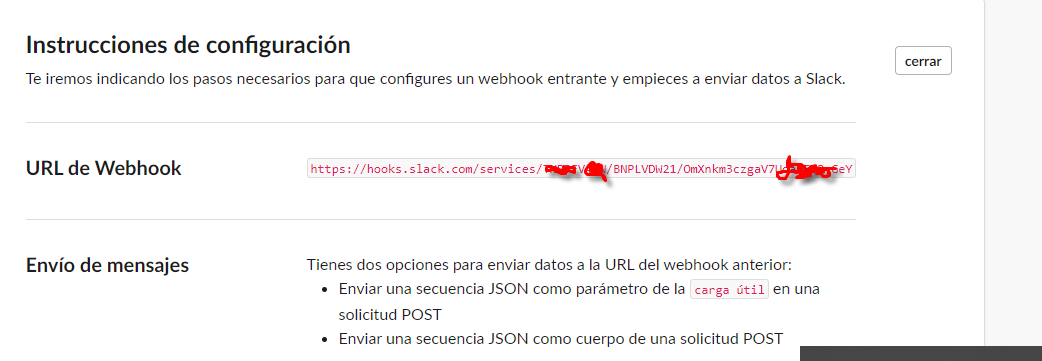 Instrucciones de configuración
cerrar
Te iremos indicando los pasos necesarios para que configures un webhook entrante y empieces a enviar datos a Slack.
URL de Webhook
https://hooks.slack.com/services/ /BNPLVDW21/OmXnkm3czgaV7 GeY
Envío de mensajes
Tienes dos opciones para enviar datos a la URL del webhook anterior:
• Enviar una secuencia JSON como parámetro de la carga útil en una
solicitud POST
• Enviar una secuencia JSON como cuerpo de una solicitud POST